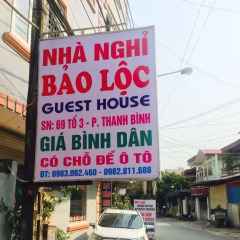 NHÀ NGHỈ
BẢO LỘC
GUEST HOUSE
SN: 69 TỔ 3 - P. THANH BÌNH
GIÁ BÌNH DÂN
CÓ CHỖ ĐỂ Ô TÔ
ĐT: 0983.062.460 - 0982.811.688